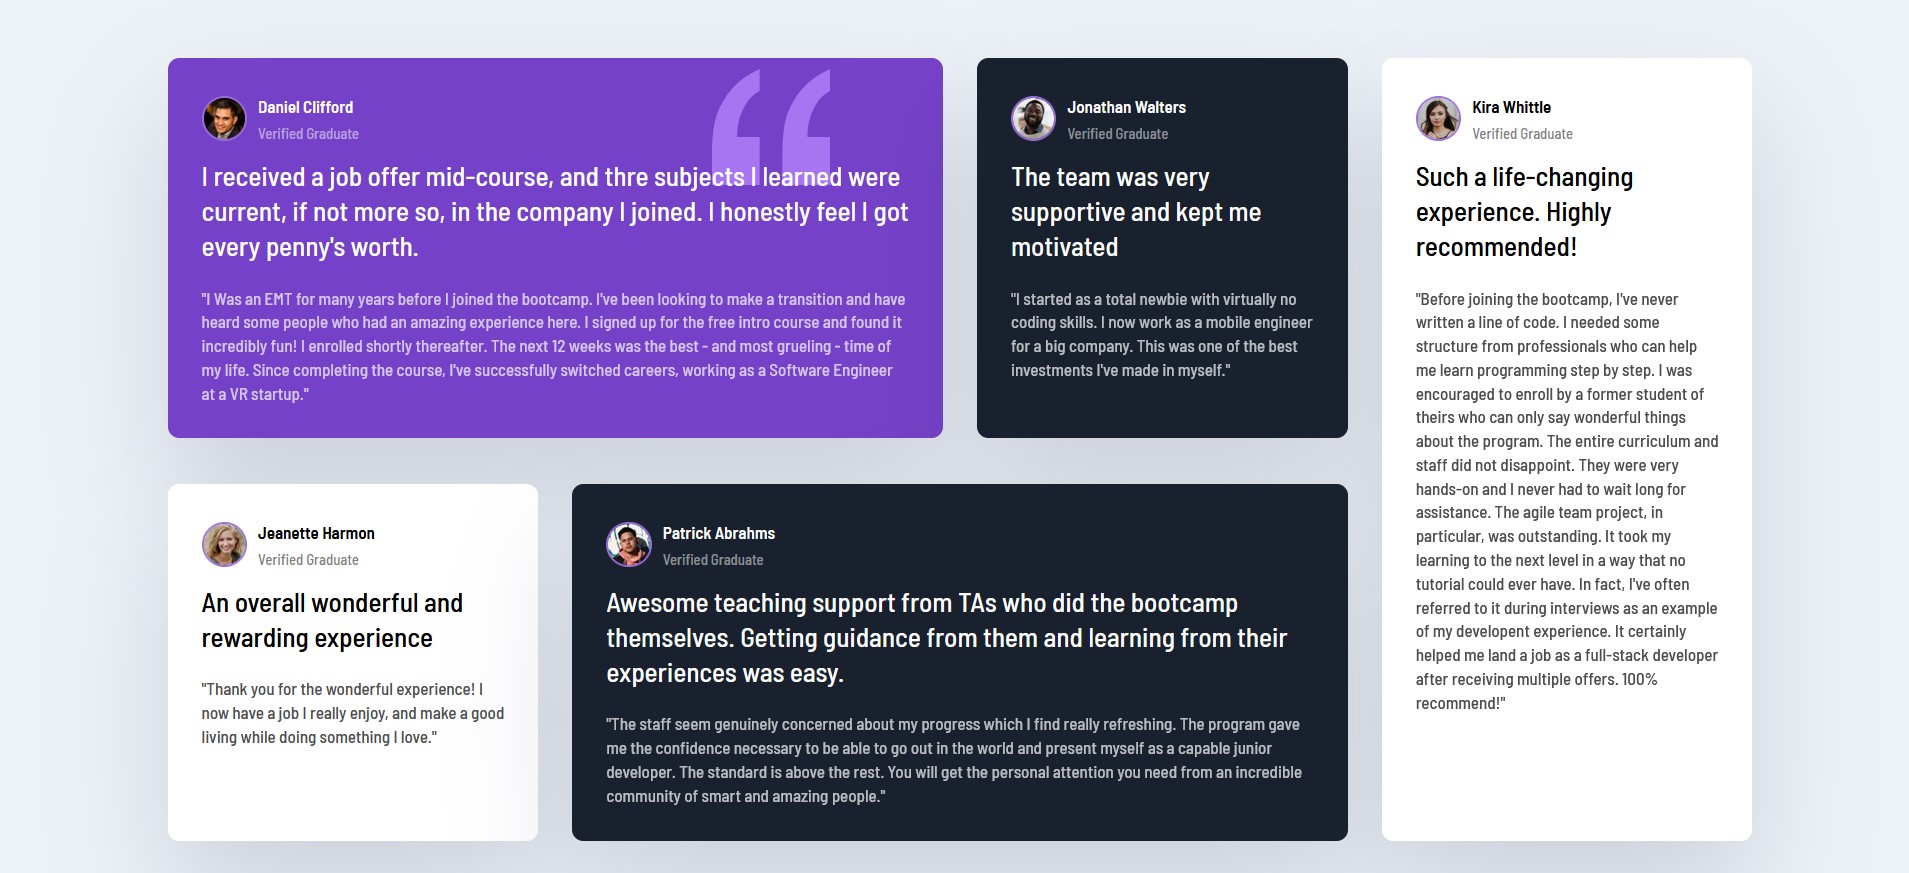 Daniel Clifford
Verified Graduate
I received a job offer mid-course, and thre subjects I learned were
current, if not more so, in the company I joined. I honestly feel I got
every penny's worth.
"I Was an EMT for many years before I joined the bootcamp. I've been looking to make a transition and have
heard some people who had an amazing experience here. I signed up for the free intro course and found it
incredibly fun! I enrolled shortly thereafter. The next 12 weeks was the best - and most grueling - time of
my life. Since completing the course, I've successfully switched careers, working as a Software Engineer
at a VR startup."
Jonathan Walters
Verified Graduate
The team was very
supportive and kept me
motivated
"I started as a total newbie with virtually no
coding skills. I now work as a mobile engineer
for a big company. This was one of the best
investments I've made in myself."
Kira Whittle
Verified Graduate
Such a life-changing
experience. Highly
recommended!
"Before joining the bootcamp, I've never
written a line of code. I needed some
structure from professionals who can help
me learn programming step by step. I was
encouraged to enroll by a former student of
theirs who can only say wonderful things
about the program. The entire curriculum and
staff did not disappoint. They were very
hands-on and I never had to wait long for
assistance. The agile team project, in
particular, was outstanding. It took my
learning to the next level in a way that no
tutorial could ever have. In fact, I've often
referred to it during interviews as an example
of my developent experience. It certainly
helped me land a job as a full-stack developer
after receiving multiple offers. 100%
recommend!"
Jeanette Harmon
Verified Graduate
An overall wonderful and
rewarding experience
"Thank you for the wonderful experience! I
now have a job I really enjoy, and make a good
living while doing something I love."
Patrick Abrahms
Verified Graduate
Awesome teaching support from TAs who did the bootcamp
themselves. Getting guidance from them and learning from their
experiences was easy.
"The staff seem genuinely concerned about my progress which I find really refreshing. The program gave
me the confidence necessary to be able to go out in the world and present myself as a capable junior
developer. The standard is above the rest. You will get the personal attention you need from an incredible
community of smart and amazing people."